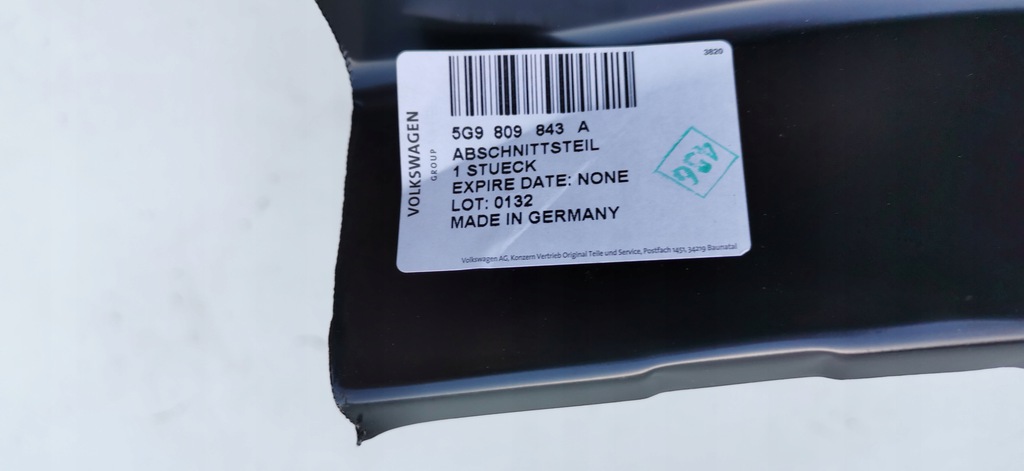 3820
VOLKSWAGEN
GROUP
5G9 809 843 A
ABSCHNITTSTEIL
1 STUECK
EXPIRE DATE: NONE
LOT: 0132
MADE IN GERMANY
456
Volkswagen AG, Konzern Vertrieb Original Teile und Service, Postfach 1451, 34219 Baunatal